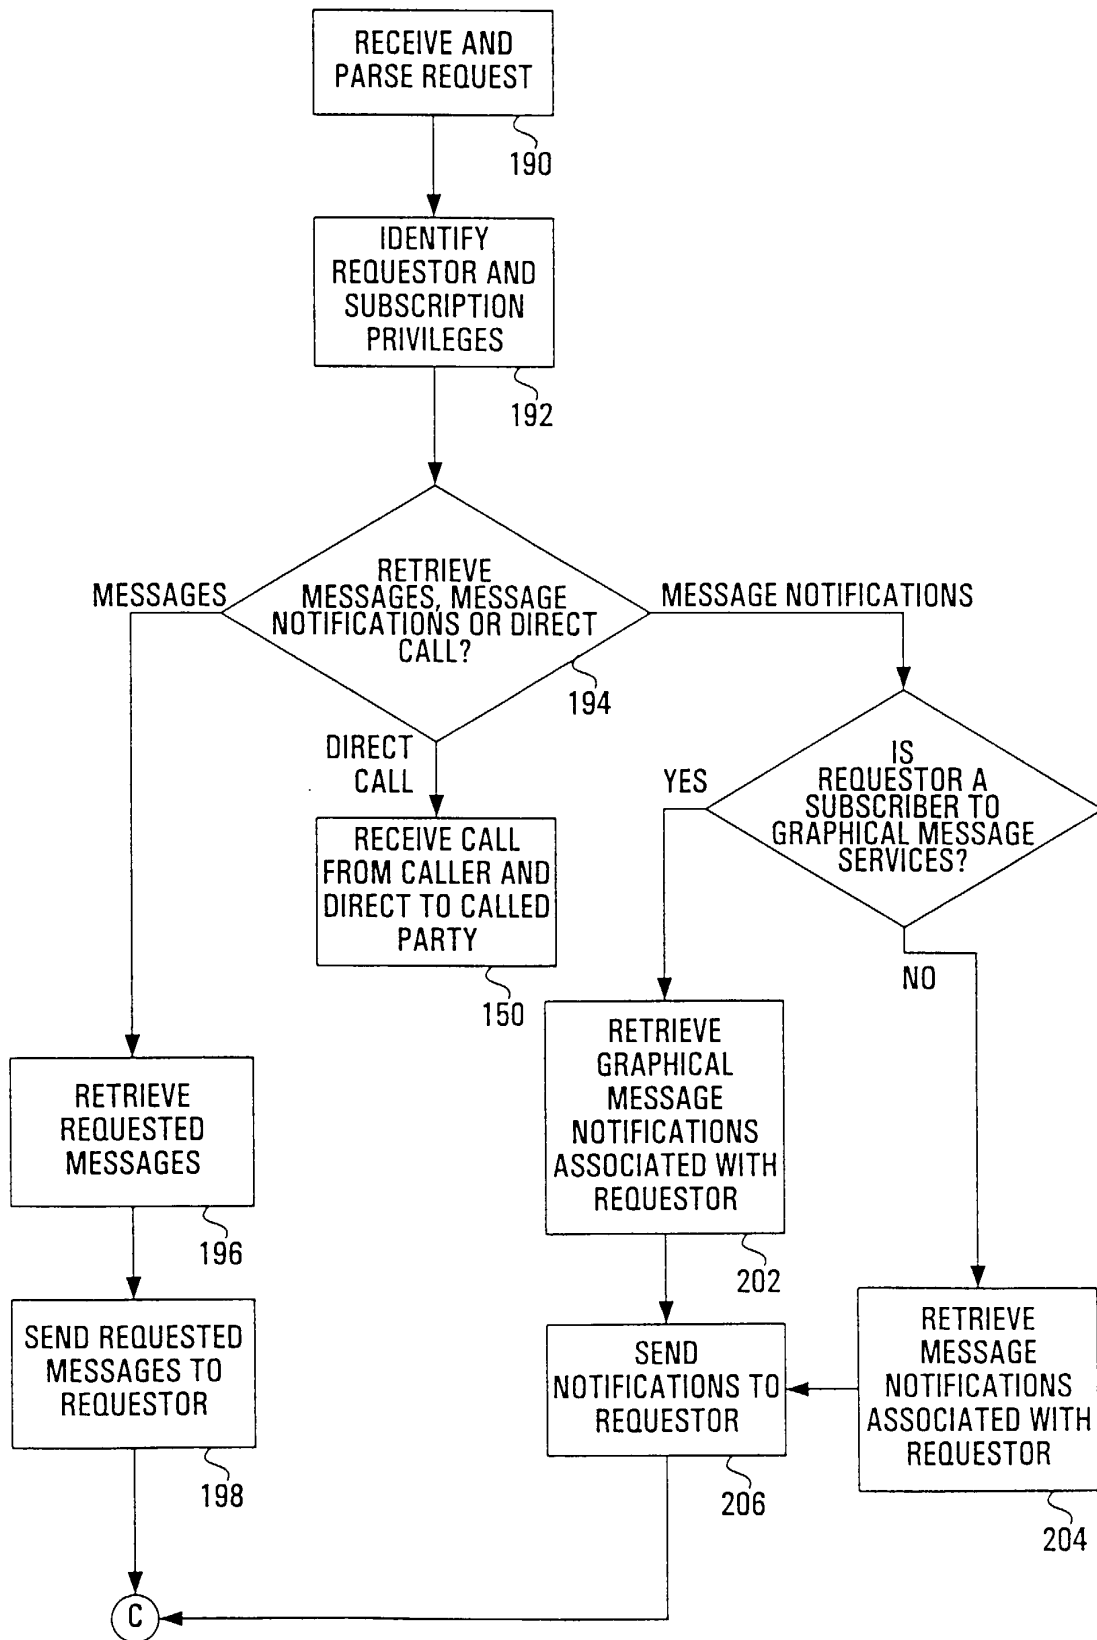 RECEIVE AND
PARSE REQUEST
190
IDENTIFY
REQUESTOR AND
SUBSCRIPTION
PRIVILEGES
192
RETRIEVE
MESSAGES, MESSAGE
NOTIFICATIONS OR DIRECT
CALL?
194
MESSAGES
MESSAGE NOTIFICATIONS
DIRECT
CALL
RECEIVE CALL
FROM CALLER AND
DIRECT TO CALLED
PARTY
150
IS
REQUESTOR A
SUBSCRIBER TO
GRAPHICAL MESSAGE
SERVICES?
YES
NO
RETRIEVE
REQUESTED
MESSAGES
196
SEND REQUESTED
MESSAGES TO
REQUESTOR
198
RETRIEVE
GRAPHICAL
MESSAGE
NOTIFICATIONS
ASSOCIATED WITH
REQUESTOR
202
SEND
NOTIFICATIONS TO
REQUESTOR
206
RETRIEVE
MESSAGE
NOTIFICATIONS
ASSOCIATED WITH
REQUESTOR
204
C